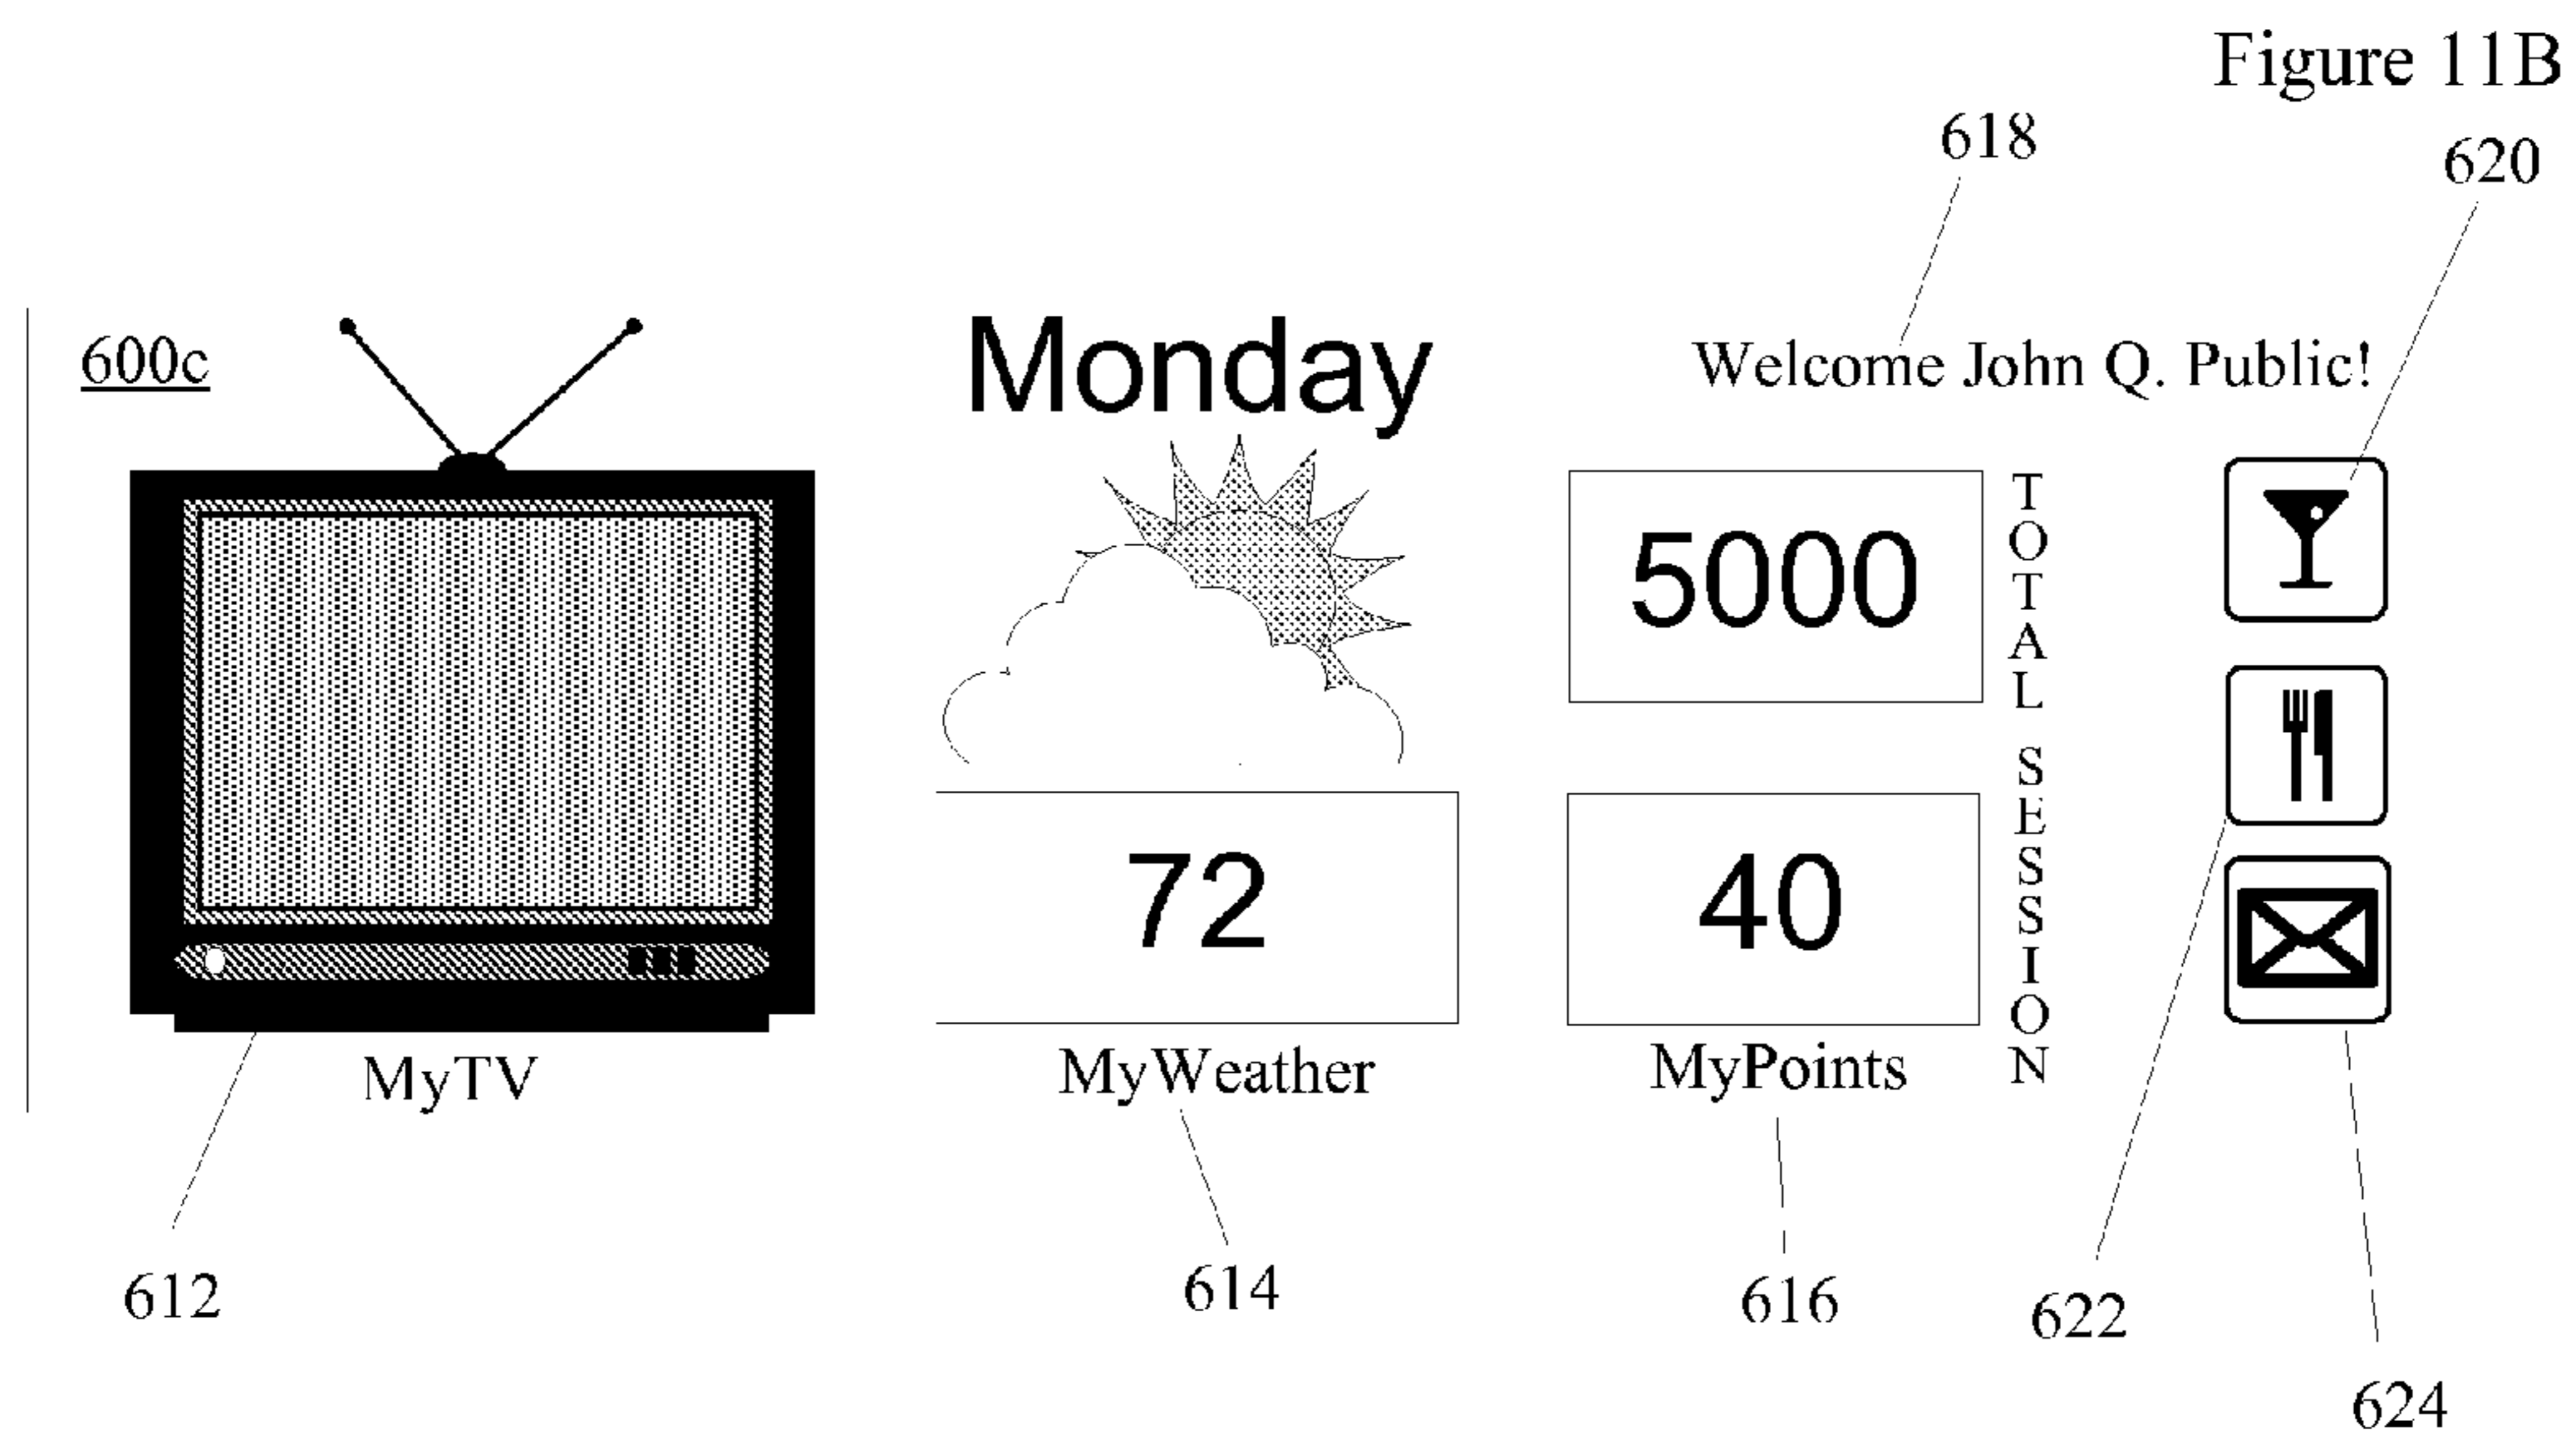 Figure 11B
618
620
600c
Monday
Welcome John Q. Public!
5000
TOTAL SESSION
72
40
MyTV
MyWeather
MyPoints
612
614
616
622
624